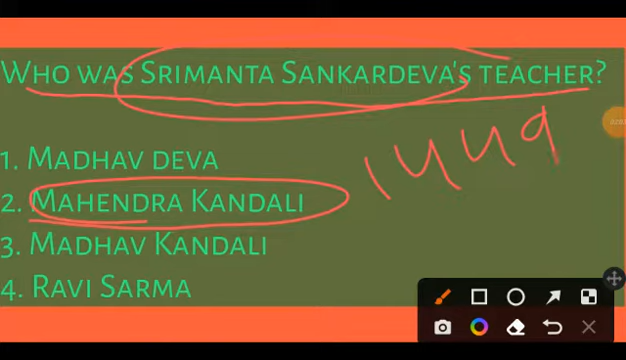 Who was Srimanta Sankardeva's teacher?
1. Madhav deva
2. Mahendra Kandali
3. Madhav Kandali
4. Ravi Sarma
1449